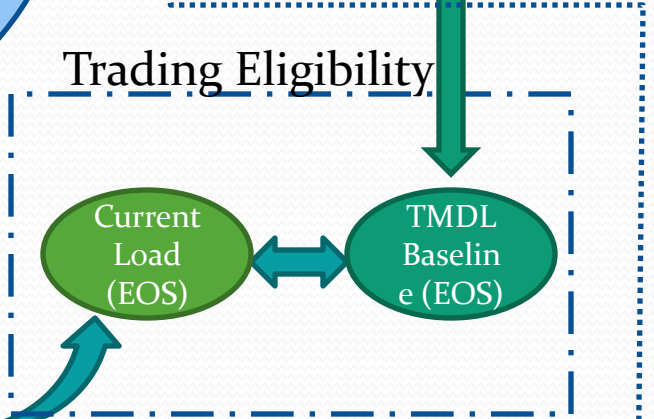 Trading Eligibility
Current
Load
(EOS)
TMDL
Baselin
e (EOS)